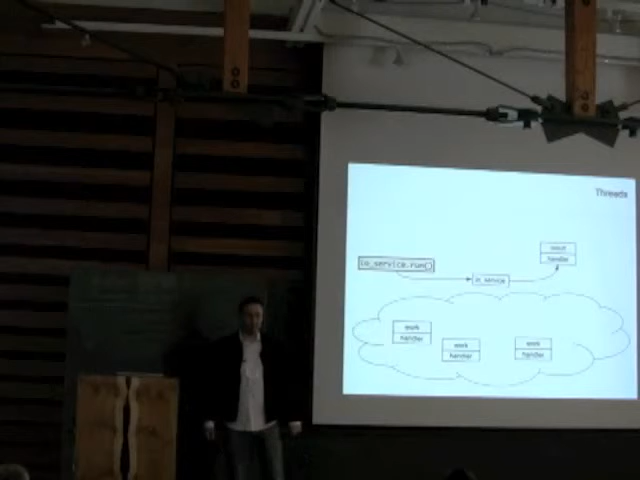 Threads
io_service.run()
io_service
result
handler
work
handler
work
handler
work
handler